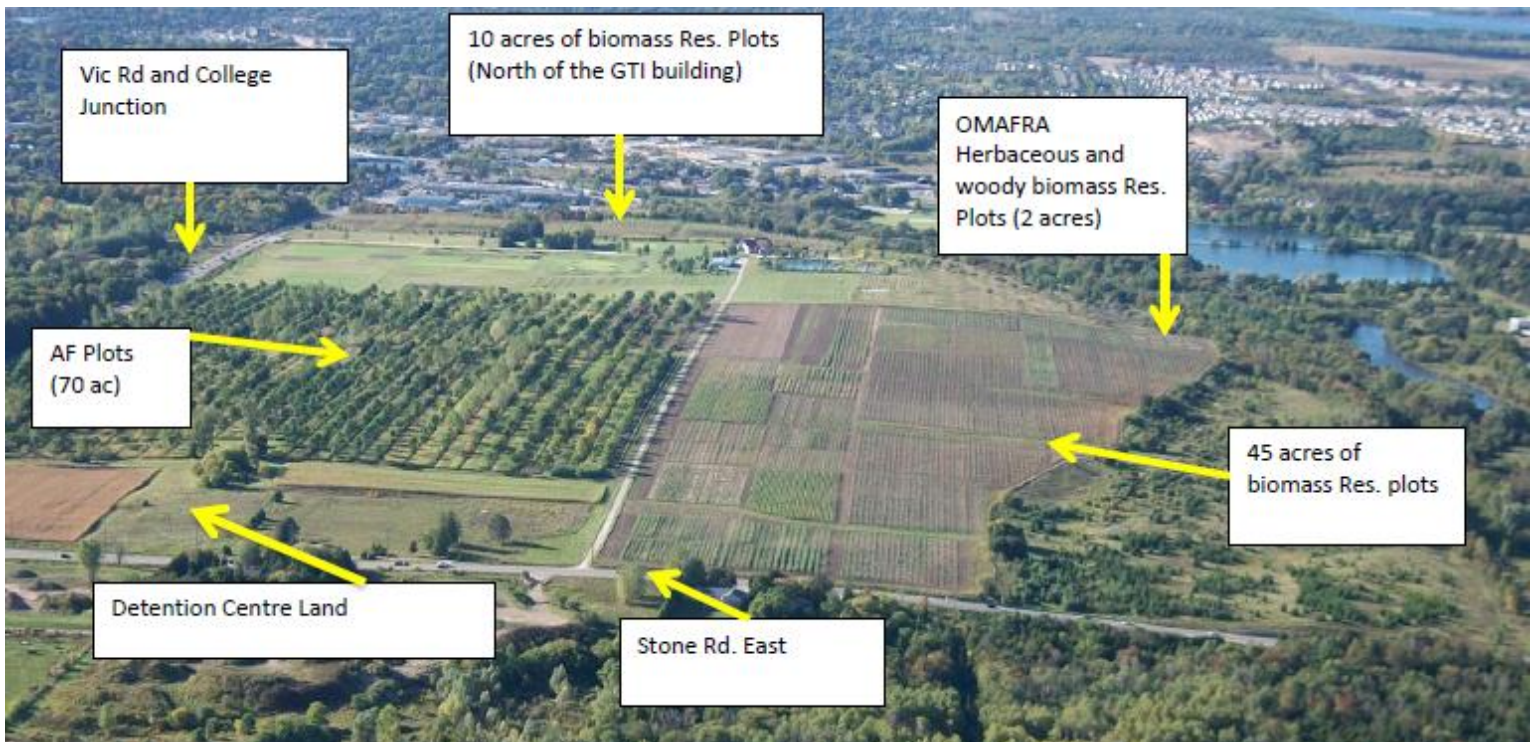 10 acres of biomass Res. Plots
(North of the GTI building)
Vic Rd and College
Junction
OMAFRA
Herbaceous and
woody biomass Res.
Plots (2 acres)
AF Plots
(70 ac)
45 acres of
biomass Res. plots
Detention Centre Land
Stone Rd. East